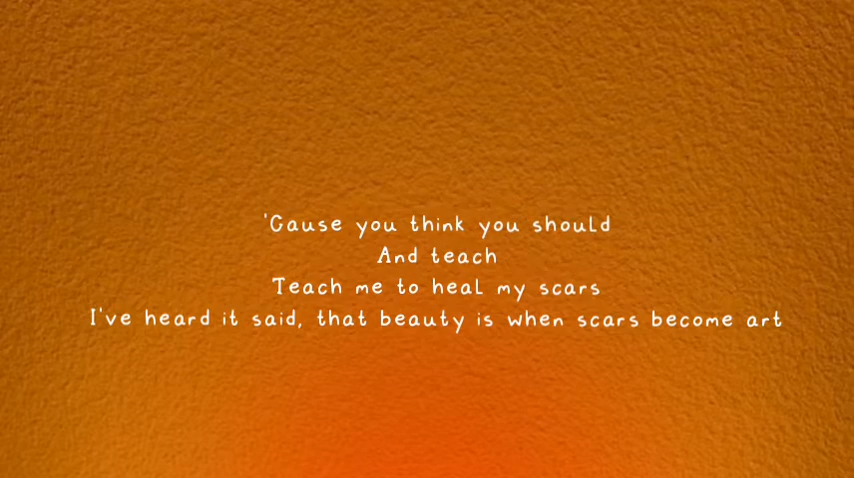 'Cause you think you should
And teach
Teach me to heal my scars
I've heard it said, that beauty is when scars become art